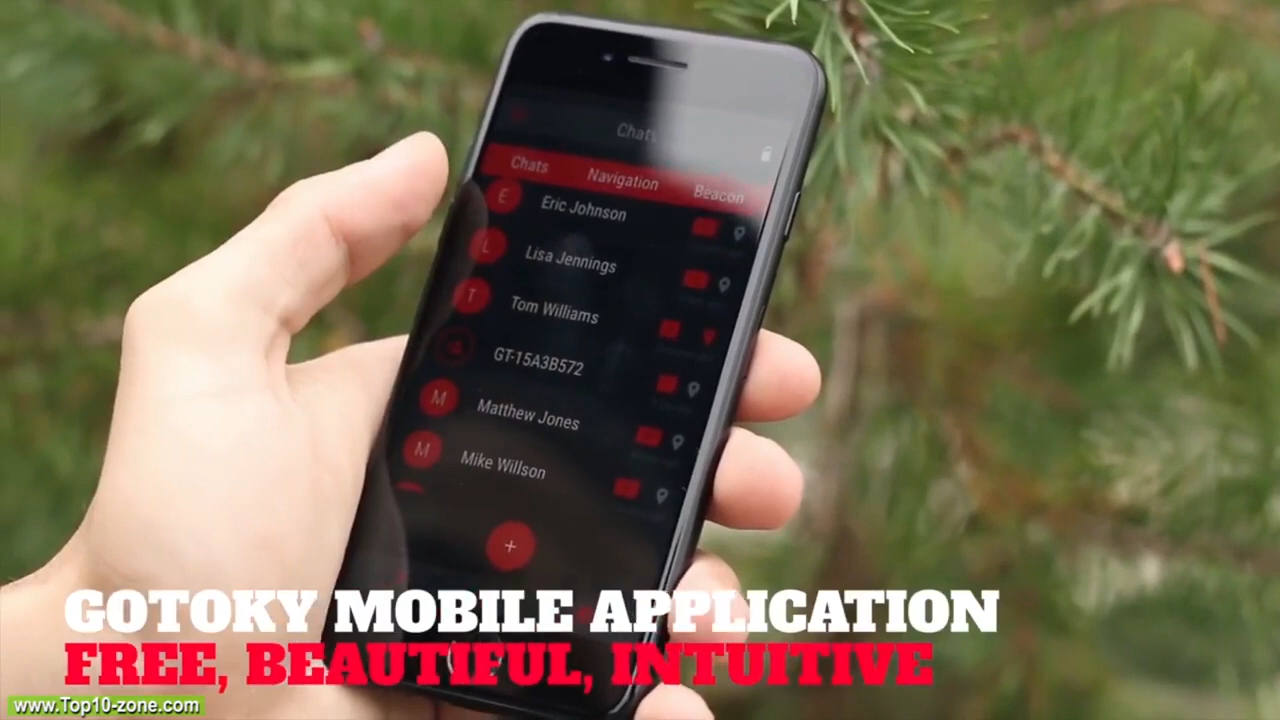 Chats
Chats Navigation Beacon
E Eric Johnson
L Lisa Jennings
T Tom Williams
GT-15A3B572
M Matthew Jones
M Mike Willson
+
GOTOKY MOBILE APPLICATION
FREE, BEAUTIFUL, INTUITIVE
www.Top10-zone.com